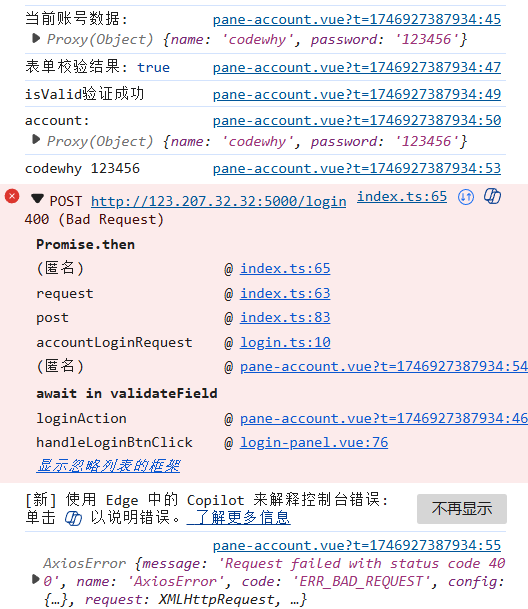 当前账号数据: pane-account.vue?t=1746927387934:45
Proxy(Object) {name: 'codewhy', password: '123456'}
表单校验结果: true pane-account.vue?t=1746927387934:47
isValid验证成功 pane-account.vue?t=1746927387934:49
account: pane-account.vue?t=1746927387934:50
Proxy(Object) {name: 'codewhy', password: '123456'}
codewhy 123456 pane-account.vue?t=1746927387934:53
POST http://123.207.32.32:5000/login index.ts:65
400 (Bad Request)
Promise.then
(匿名) @ index.ts:65
request @ index.ts:63
post @ index.ts:83
accountLoginRequest @ login.ts:10
(匿名) @ pane-account.vue?t=1746927387934:54
await in validateField
loginAction @ pane-account.vue?t=1746927387934:46
handleLoginBtnClick @ login-panel.vue:76
显示忽略列表的框架
[新] 使用 Edge 中的 Copilot 来解释控制台错误:
单击 以说明错误。 了解更多信息 不再显示
pane-account.vue?t=1746927387934:55
AxiosError {message: 'Request failed with status code 40
0', name: 'AxiosError', code: 'ERR_BAD_REQUEST', config:
{…}, request: XMLHttpRequest, …}